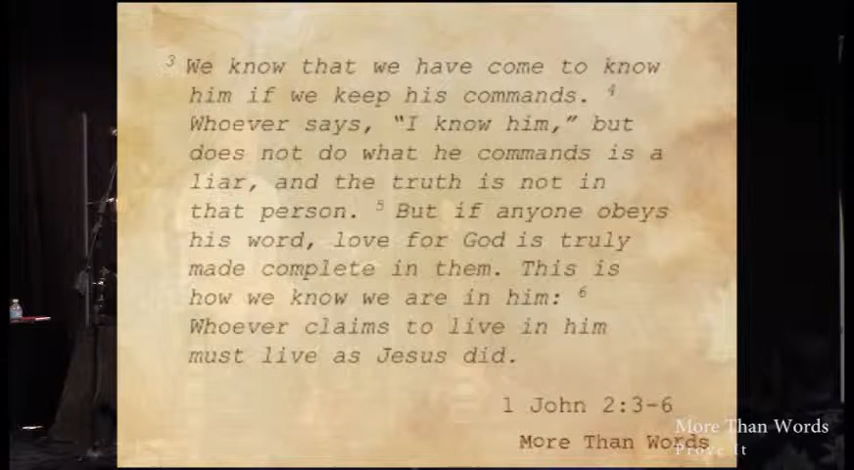 3 We know that we have come to know
him if we keep his commands. 4
Whoever says, “I know him,” but
does not do what he commands is a
liar, and the truth is not in
that person. 5 But if anyone obeys
his word, love for God is truly
made complete in them. This is
how we know we are in him: 6
Whoever claims to live in him
must live as Jesus did.
1 John 2:3-6
More Than Words
More Than Words
Prove It